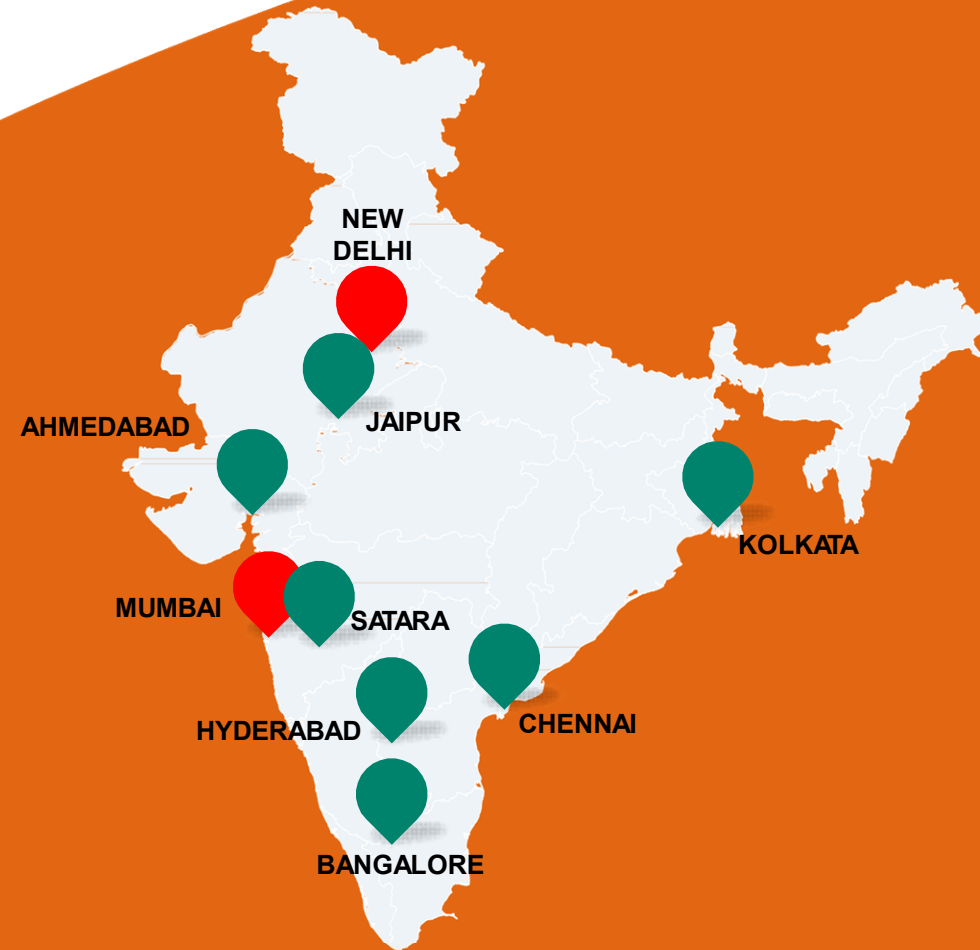 NEW
DELHI
JAIPUR
AHMEDABAD
KOLKATA
MUMBAI
SATARA
CHENNAI
HYDERABAD
BANGALORE